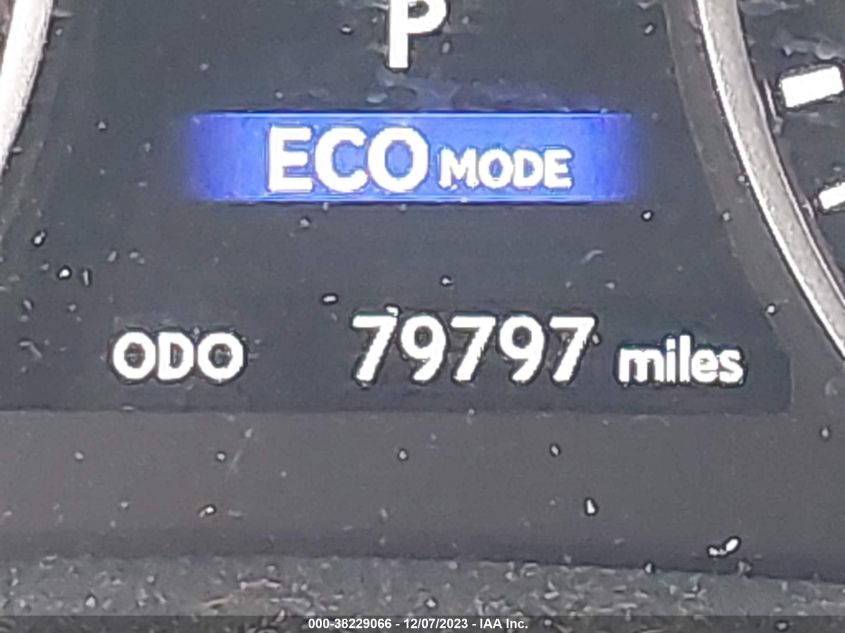 P
ECO MODE
ODO 79797 miles
000-38229066 - 12/07/2023 - IAA Inc.